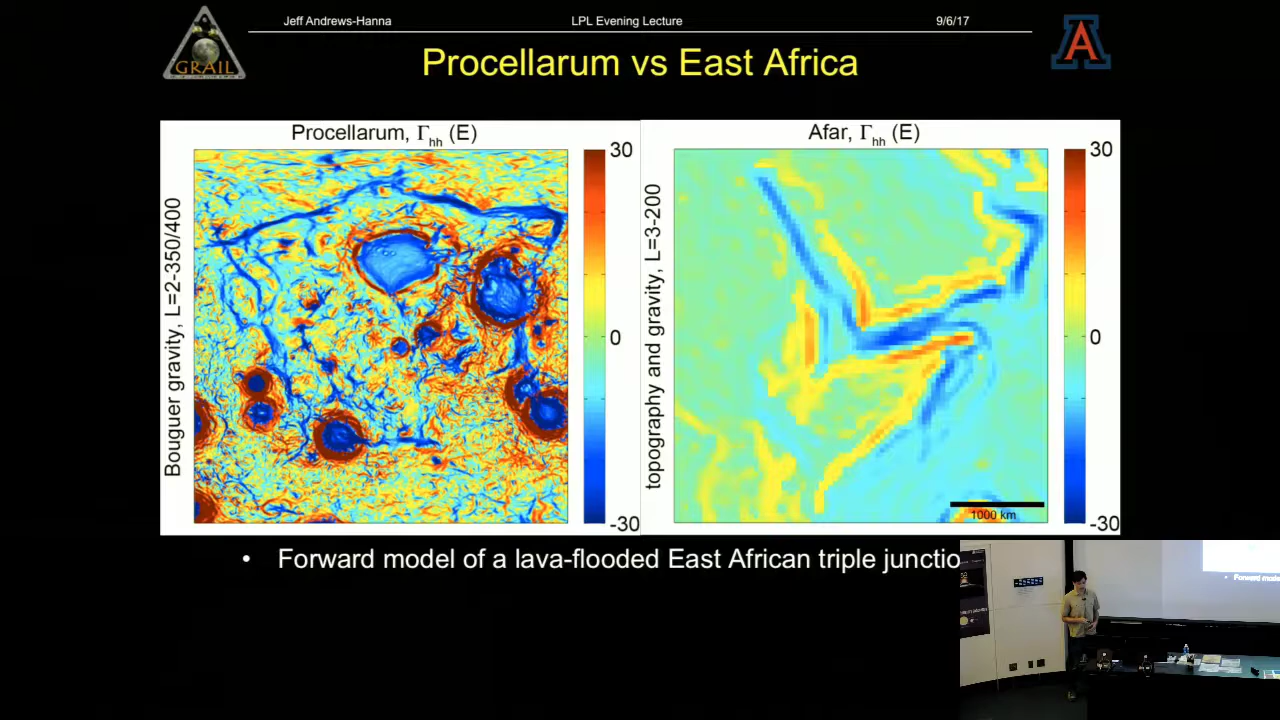 Jeff Andrews-Hanna LPL Evening Lecture 9/6/17
GRAIL
A
Procellarum vs East Africa
Procellarum, Γhh (E)
Bouguer gravity, L=2-350/400
30
0
-30
Afar, Γhh (E)
topography and gravity, L=3-200
30
0
-30
1000 km
• Forward model of a lava-flooded East African triple junctio
• Forward mode